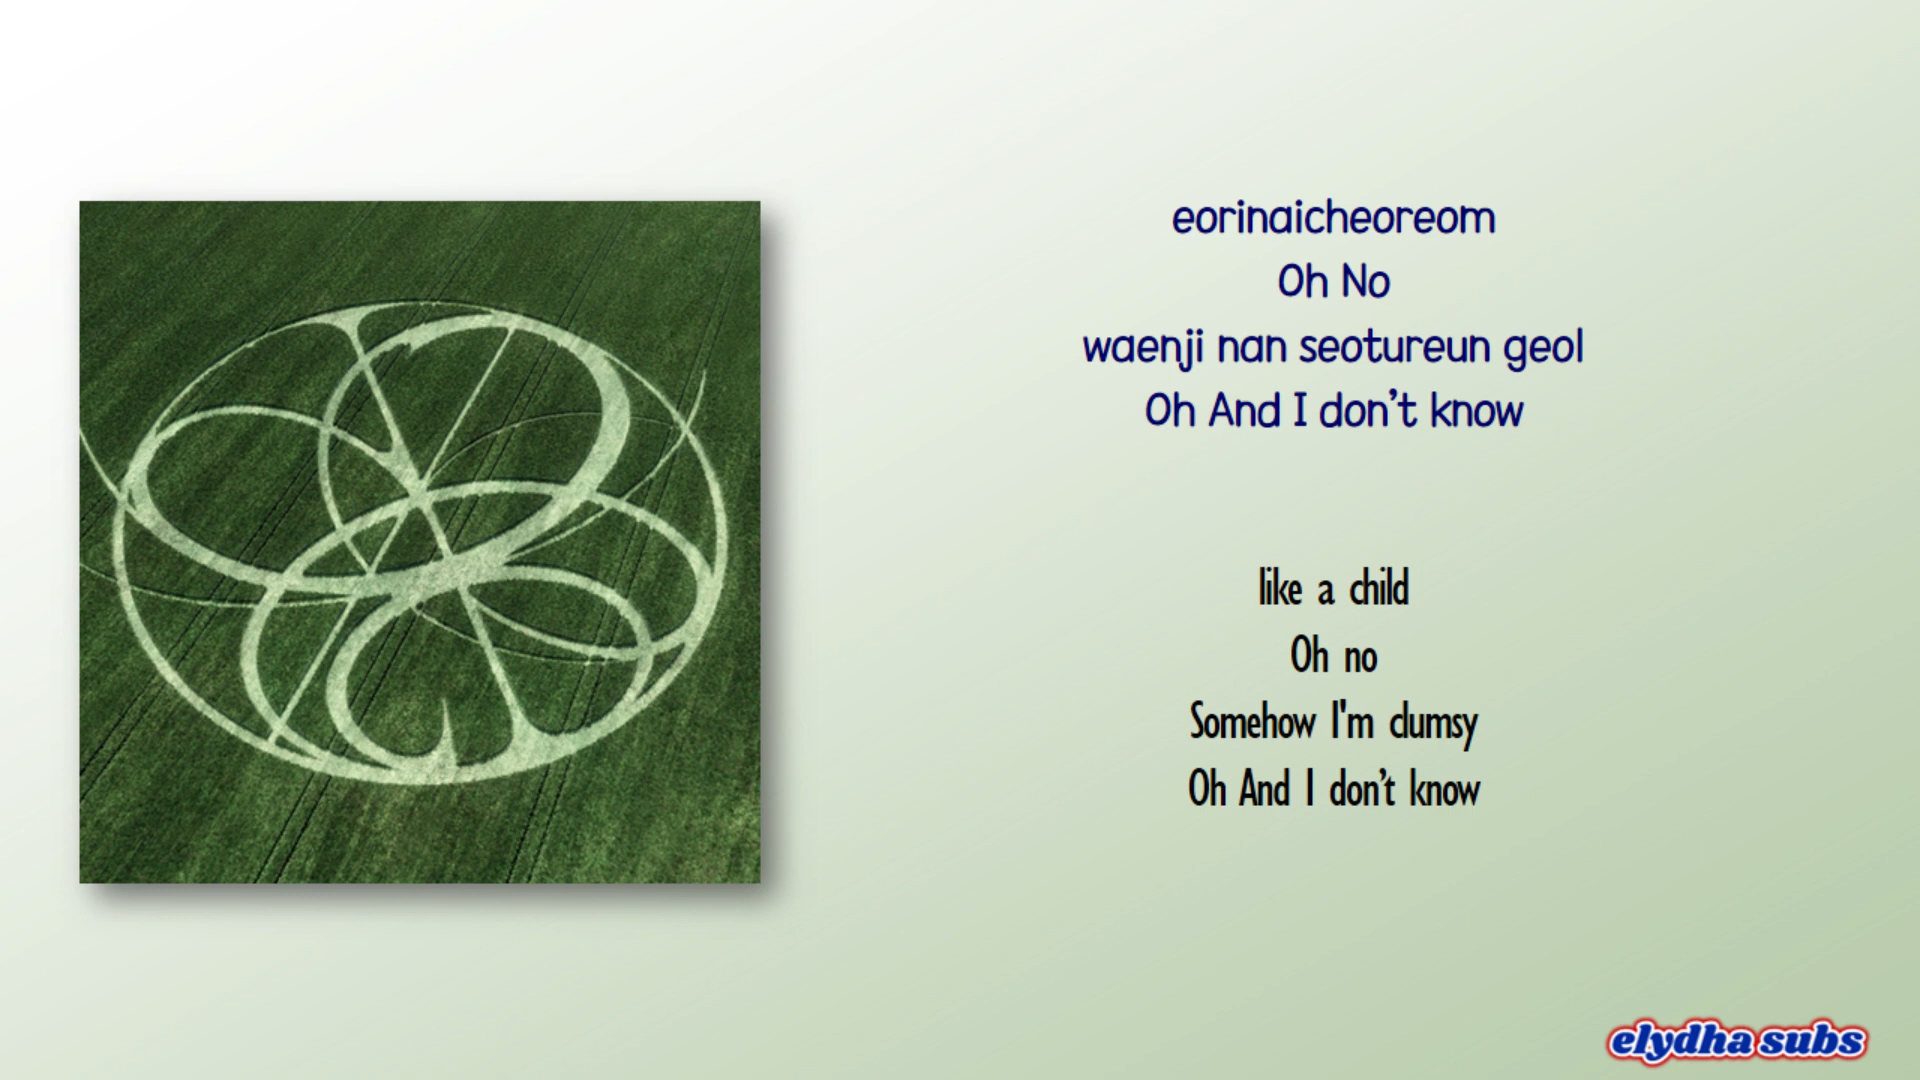 eorinaicheoreom
Oh No
waenji nan seotureun geol
Oh And I don’t know
like a child
Oh no
Somehow I'm clumsy
Oh And I don’t know
elydha subs